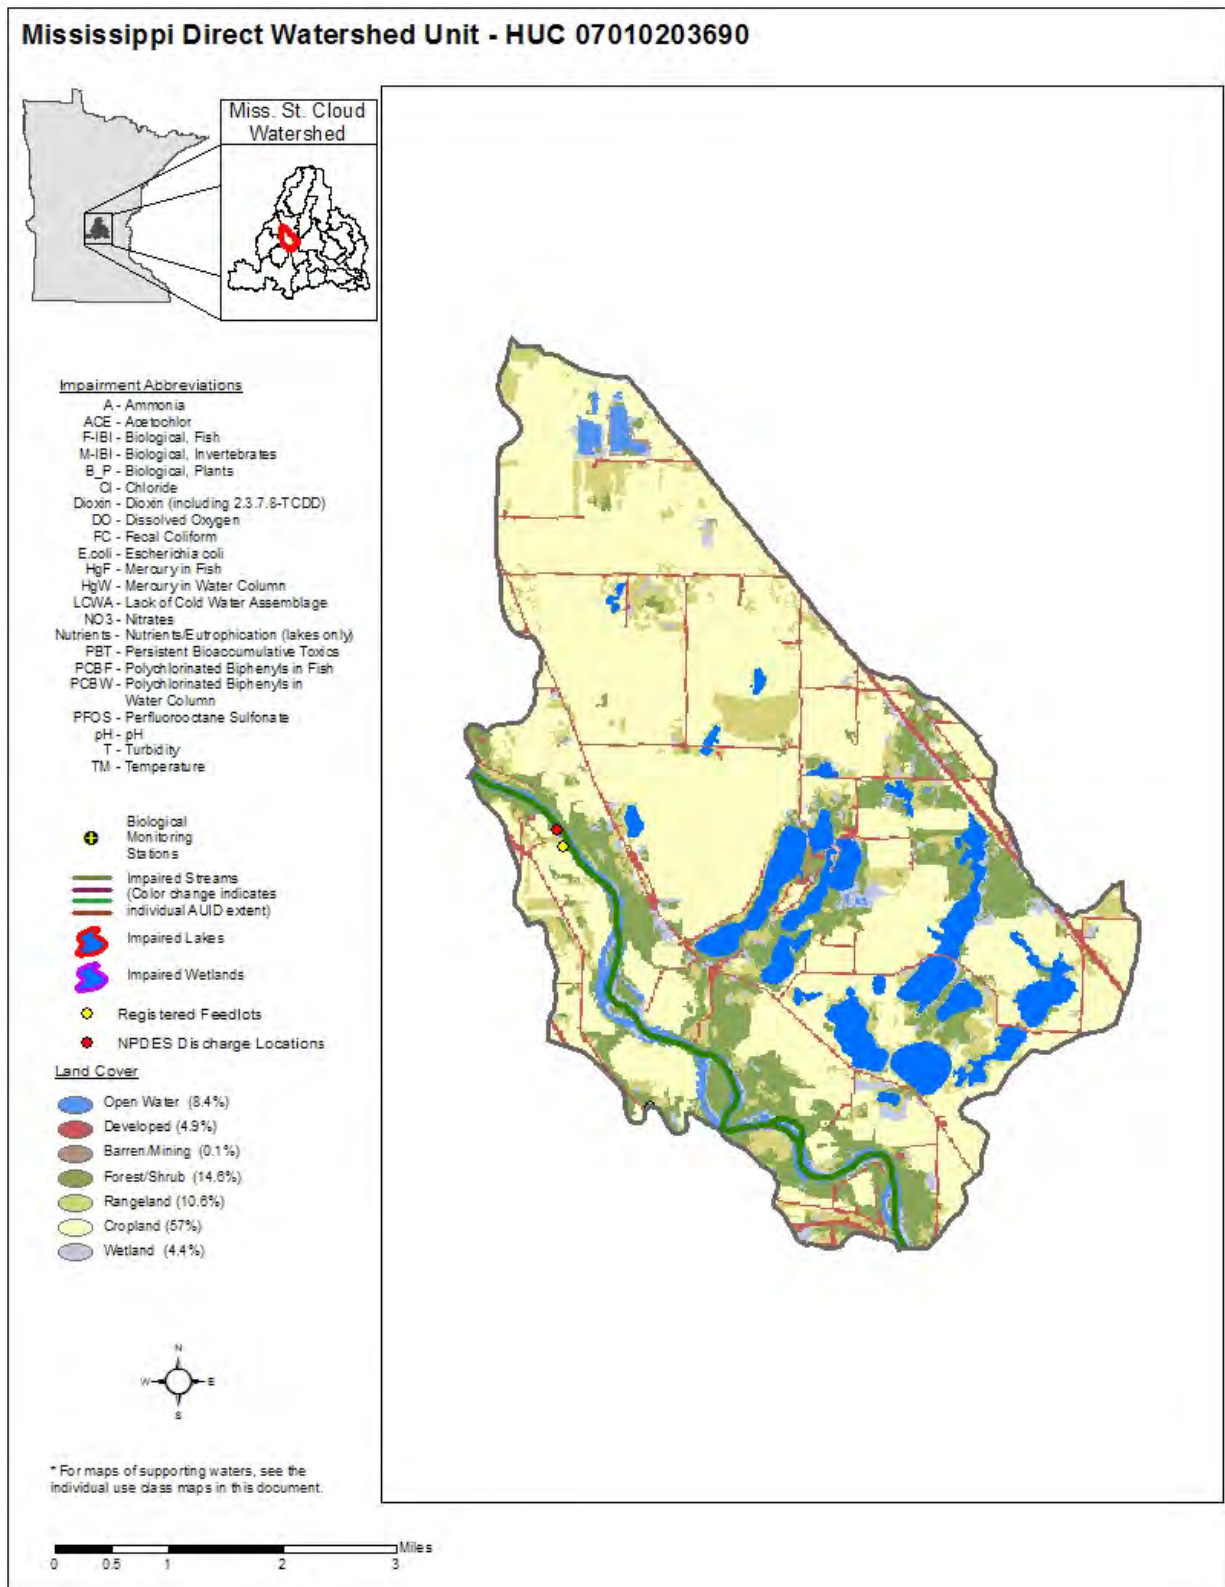 Mississippi Direct Watershed Unit - HUC 07010203690
Miss. St. Cloud
Watershed
Impairment Abbreviations
A - Ammonia
ACE - Acetochlor
F-IBI - Biological, Fish
M-IBI - Biological, Invertebrates
B_P - Biological, Plants
Cl - Chloride
Dioxin - Dioxin (including 2.3.7.8-TCDD)
DO - Dissolved Oxygen
FC - Fecal Coliform
E.coli - Escherichia coli
HgF - Mercury in Fish
HgW - Mercury in Water Column
LCWA - Lack of Cold Water Assemblage
NO3 - Nitrates
Nutrients - Nutrients/Eutrophication (lakes only)
PBT - Persistent Bioaccumulative Toxics
PCBF - Polychlorinated Biphenyls in Fish
PCBW - Polychlorinated Biphenyls in
Water Column
PFOS - Perfluorooctane Sulfonate
pH - pH
T - Turbidity
TM - Temperature
Biological
Monitoring
Stations
Impaired Streams
(Color change indicates
individual AUID extent)
Impaired Lakes
Impaired Wetlands
Registered Feedlots
NPDES Discharge Locations
Land Cover
Open Water (8.4%)
Developed (4.9%)
Barren/Mining (0.1%)
Forest/Shrub (14.6%)
Rangeland (10.6%)
Cropland (57%)
Wetland (4.4%)
N
W E
S
* For maps of supporting waters, see the
individual use class maps in this document.
Miles
0 0.5 1 2 3